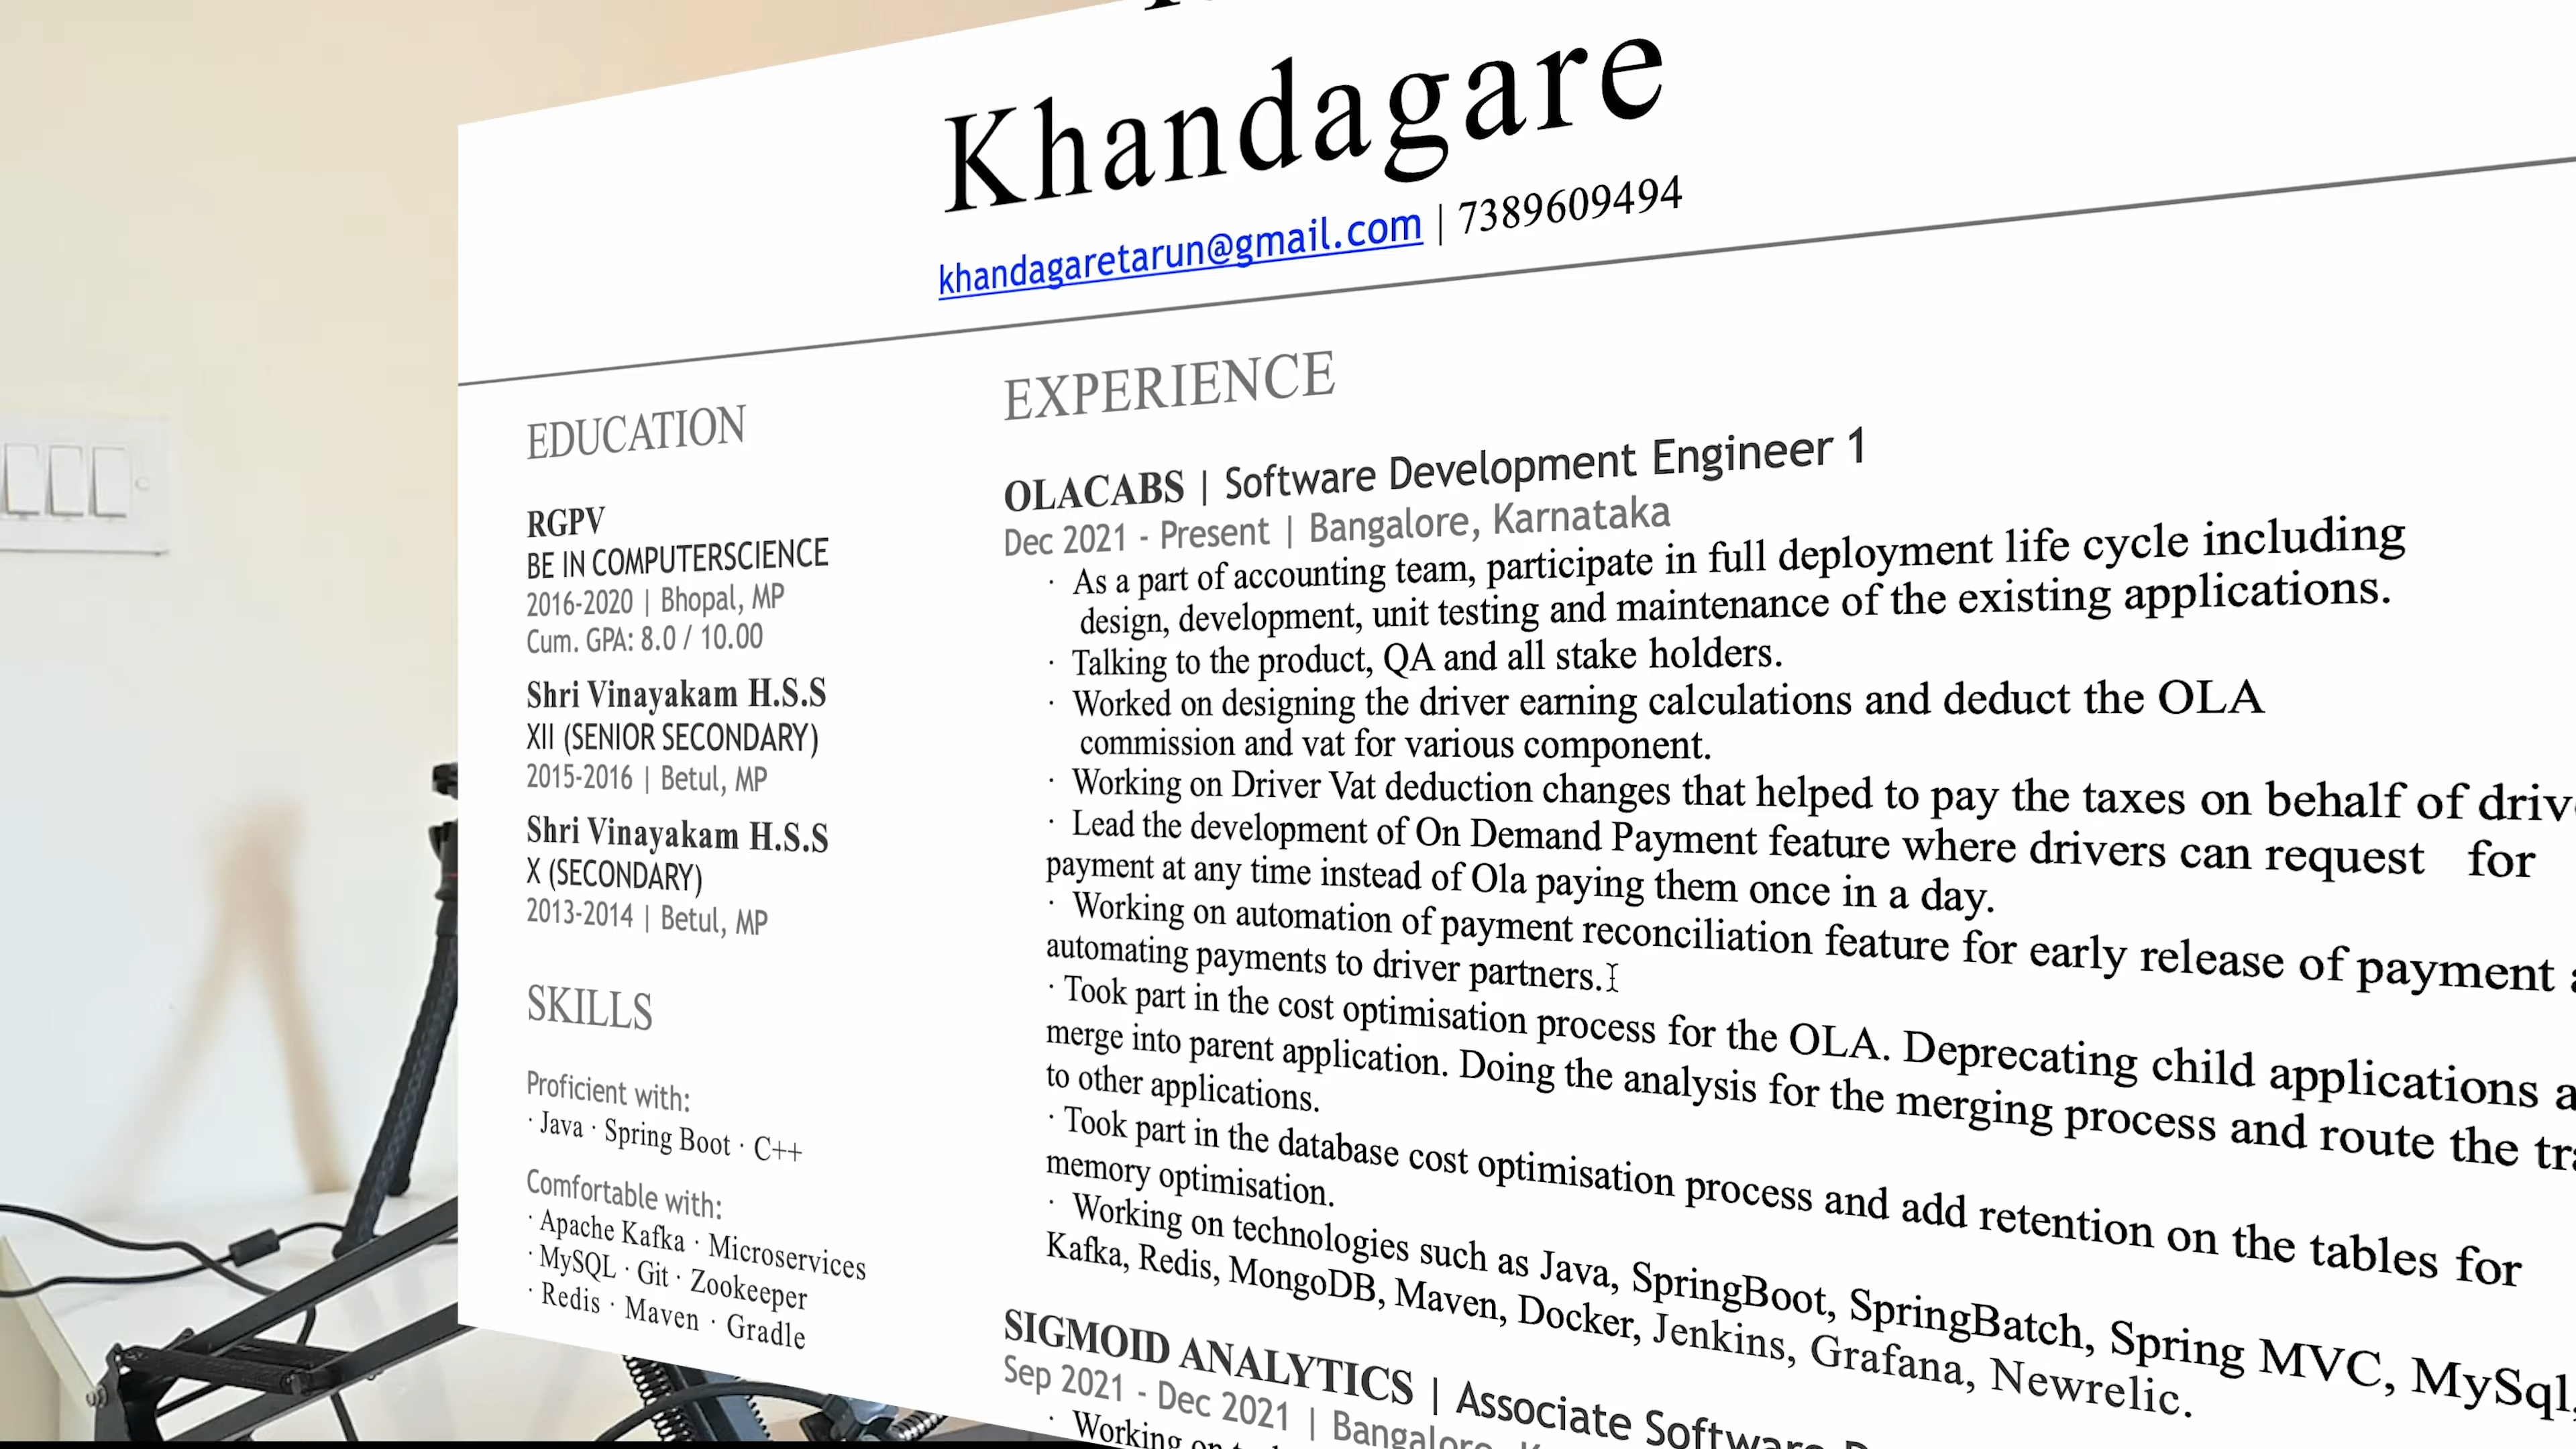 Khandagare
khandagaretarun@gmail.com | 7389609494
EDUCATION
RGPV
BE IN COMPUTERSCIENCE
2016-2020 | Bhopal, MP
Cum. GPA: 8.0 / 10.00
Shri Vinayakam H.S.S
XII (SENIOR SECONDARY)
2015-2016 | Betul, MP
Shri Vinayakam H.S.S
X (SECONDARY)
2013-2014 | Betul, MP
SKILLS
Proficient with:
· Java · Spring Boot · C++
Comfortable with:
· Apache Kafka · Microservices
· MySQL · Git · Zookeeper
· Redis · Maven · Gradle
EXPERIENCE
OLACABS | Software Development Engineer 1
Dec 2021 - Present | Bangalore, Karnataka
· As a part of accounting team, participate in full deployment life cycle including
design, development, unit testing and maintenance of the existing applications.
· Talking to the product, QA and all stake holders.
· Worked on designing the driver earning calculations and deduct the OLA
commission and vat for various component.
· Working on Driver Vat deduction changes that helped to pay the taxes on behalf of
· Lead the development of On Demand Payment feature where drivers can request for
payment at any time instead of Ola paying them once in a day.
· Working on automation of payment reconciliation feature for early release of payment
automating payments to driver partners.
· Took part in the cost optimisation process for the OLA. Deprecating child applications
merge into parent application. Doing the analysis for the merging process and route the
to other applications.
· Took part in the database cost optimisation process and add retention on the tables for
memory optimisation.
· Working on technologies such as Java, SpringBoot, SpringBatch, Spring MVC, MySql,
Kafka, Redis, MongoDB, Maven, Docker, Jenkins, Grafana, Newrelic.
SIGMOID ANALYTICS | Associate
Sep 2021 - Dec 2021 |
· Working on